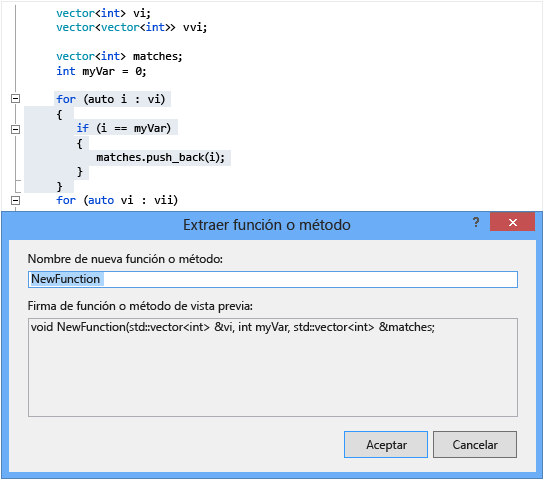 vector<int> vi;
vector<vector<int>> vvi;
vector<int> matches;
int myVar = 0;
for (auto i : vi)
{
if (i == myVar)
{
matches.push_back(i);
}
}
for (auto vi : vii)
Extraer función o método
?
Nombre de nueva función o método:
NewFunction
Firma de función o método de vista previa:
void NewFunction(std::vector<int> &vi, int myVar, std::vector<int> &matches;
Aceptar
Cancelar